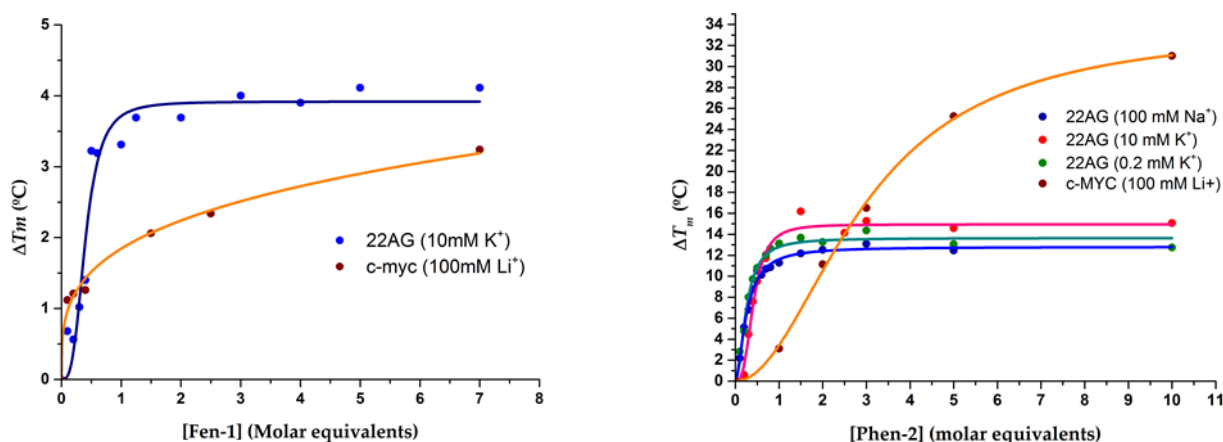 5
4
3
2
1
0
ΔTm (ºC)
22AG (10mM K⁺)
c-myc (100mM Li⁺)
0 1 2 3 4 5 6 7 8
[Fen-1] (Molar equivalents)
34
32
30
28
26
24
22
20
18
16
14
12
10
8
6
4
2
0
ΔTₘ (ºC)
22AG (100 mM Na⁺)
22AG (10 mM K⁺)
22AG (0.2 mM K⁺)
c-MYC (100 mM Li+)
0 1 2 3 4 5 6 7 8 9 10 11
[Phen-2] (molar equivalents)